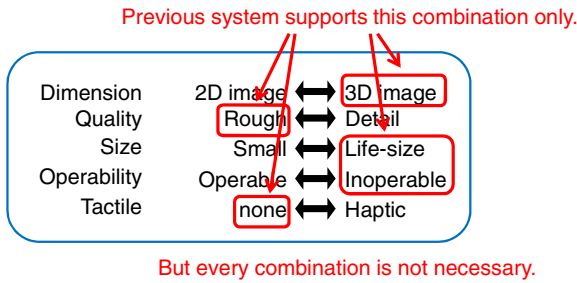 Previous system supports this combination only.
Dimension 2D image 3D image
Quality Rough Detail
Size Small Life-size
Operability Operable Inoperable
Tactile none Haptic
But every combination is not necessary.